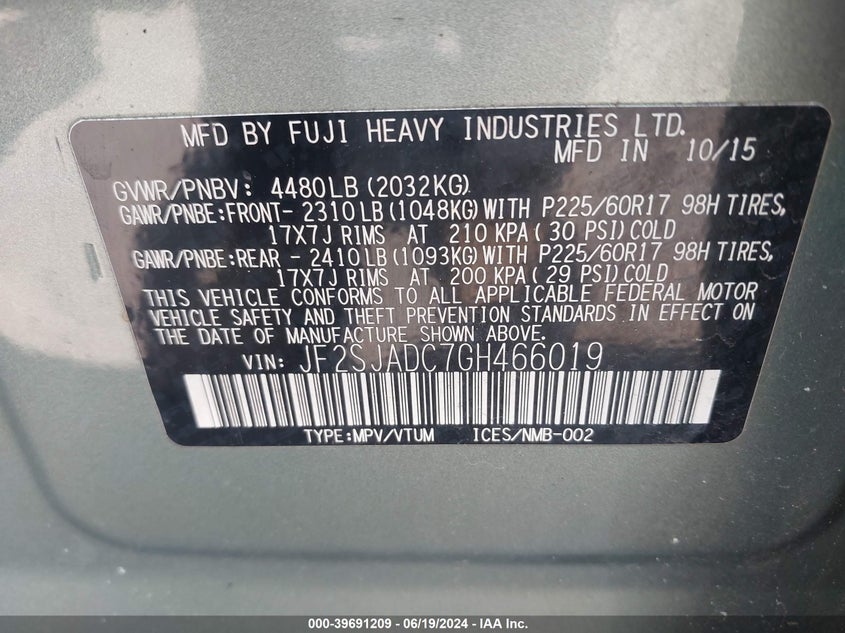 MFD BY FUJI HEAVY INDUSTRIES LTD.
MFD IN 10/15
GVWR/PNBV: 4480LB (2032KG)
GAWR/PNBE:FRONT- 2310LB (1048KG) WITH P225/60R17 98H TIRES,
17X7J RIMS AT 210 KPA ( 30 PSI) COLD
GAWR/PNBE:REAR - 2410LB (1093KG) WITH P225/60R17 98H TIRES,
17X7J RIMS AT 200 KPA ( 29 PSI) COLD
THIS VEHICLE CONFORMS TO ALL APPLICABLE FEDERAL MOTOR
VEHICLE SAFETY AND THEFT PREVENTION STANDARDS IN EFFECT ON
THE DATE OF MANUFACTURE SHOWN ABOVE.
VIN: JF2SJADC7GH466019
TYPE:MPV/VTUM ICES/NMB-002
000-39691209 - 06/19/2024 - IAA Inc.